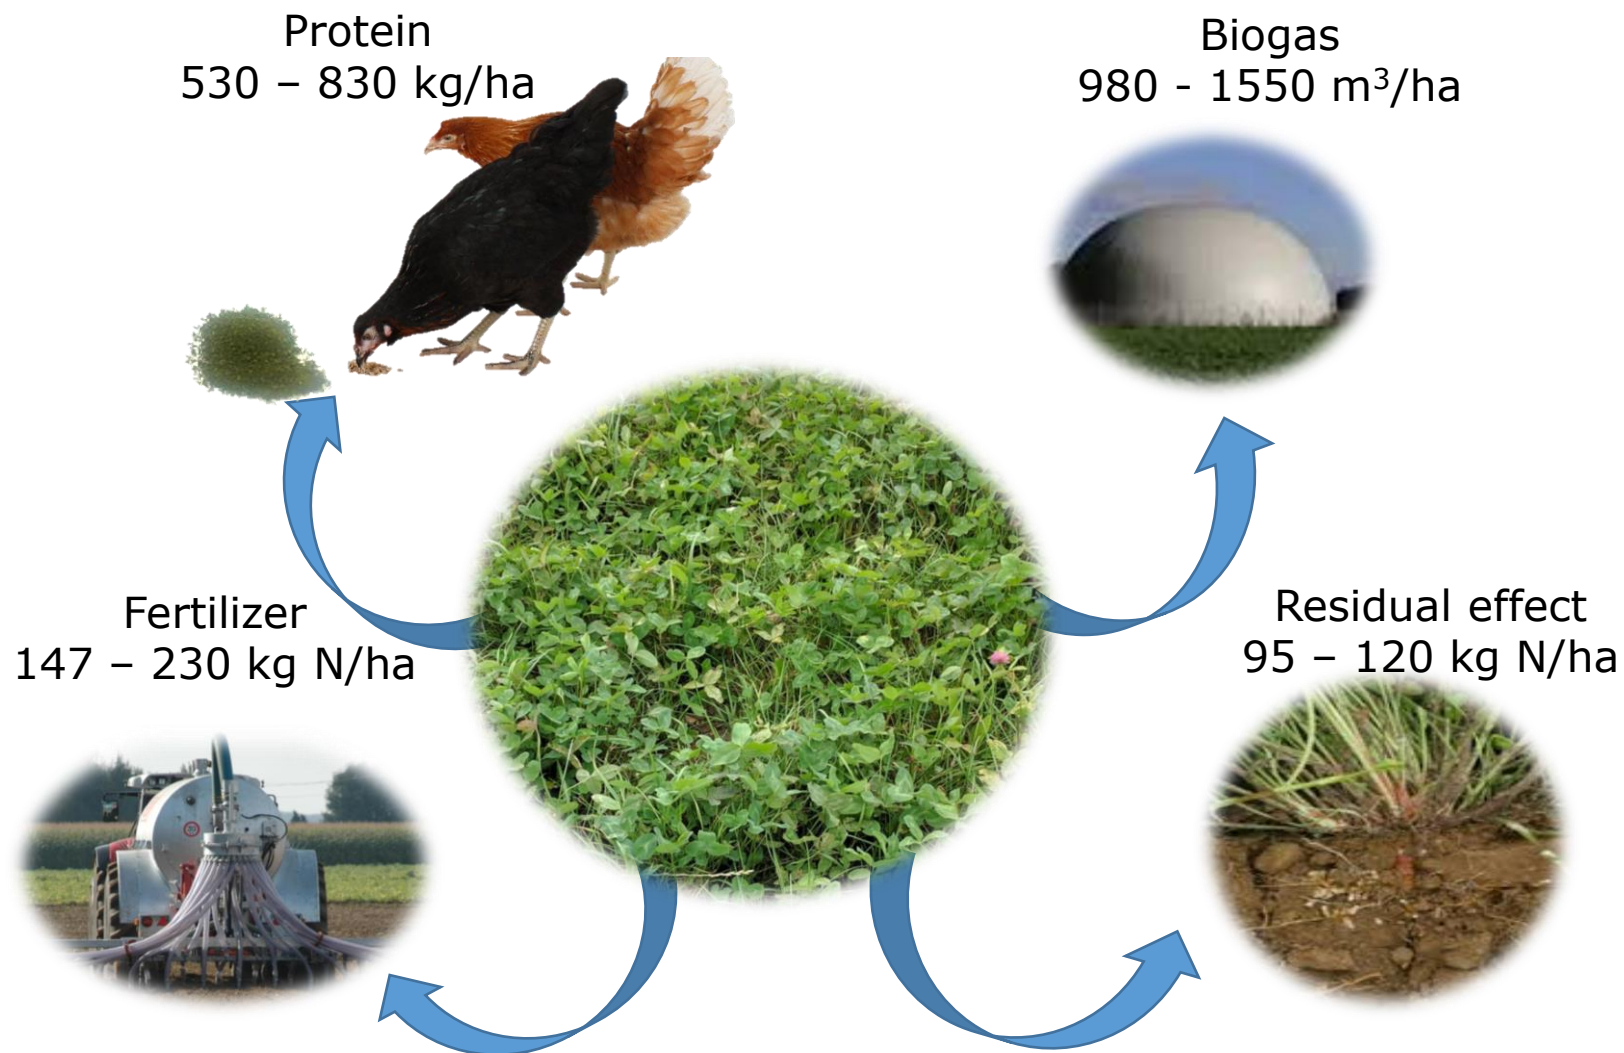 Protein
530 – 830 kg/ha
Biogas
980 - 1550 m³/ha
Fertilizer
147 – 230 kg N/ha
Residual effect
95 – 120 kg N/ha